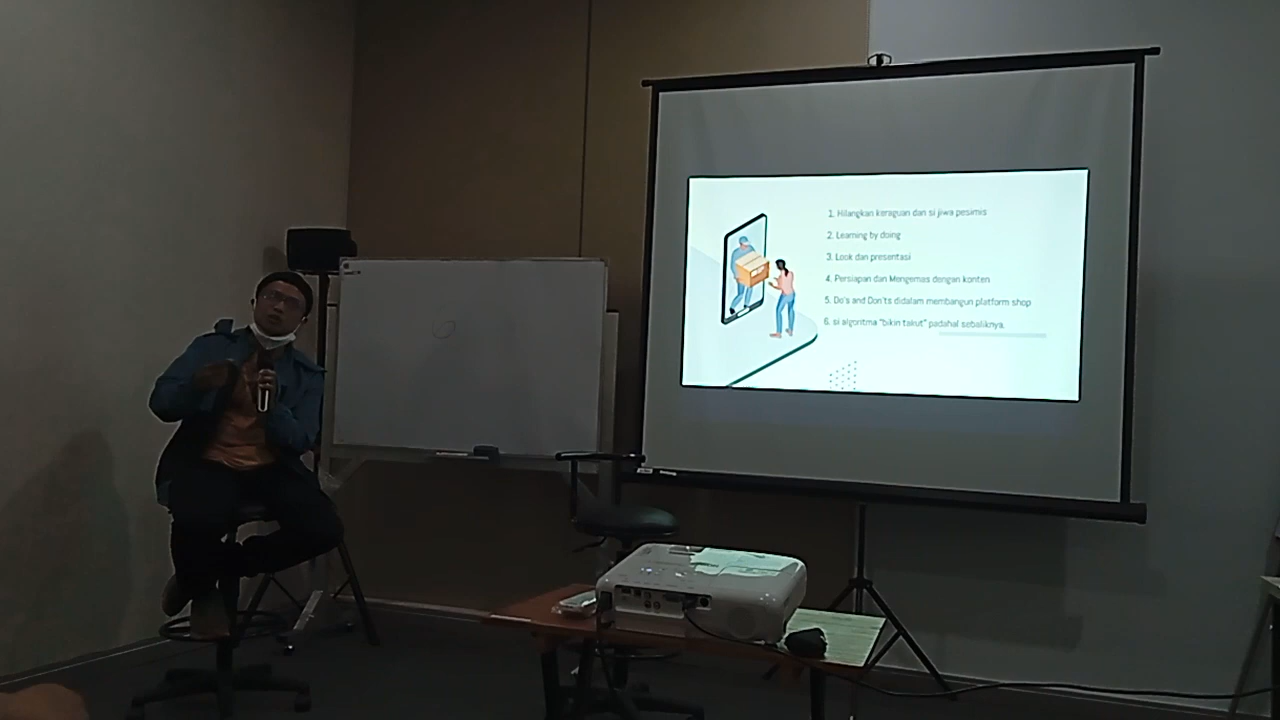 1. Hilangkan keraguan dan si jiwa pesimis
2. Learning by doing
3. Look dan presentasi
4. Persiapan dan Mengemas dengan konten
5. Do's and Don'ts didalam membangun platform shop
6. si algoritma "bikin takut" padahal sebaliknya.